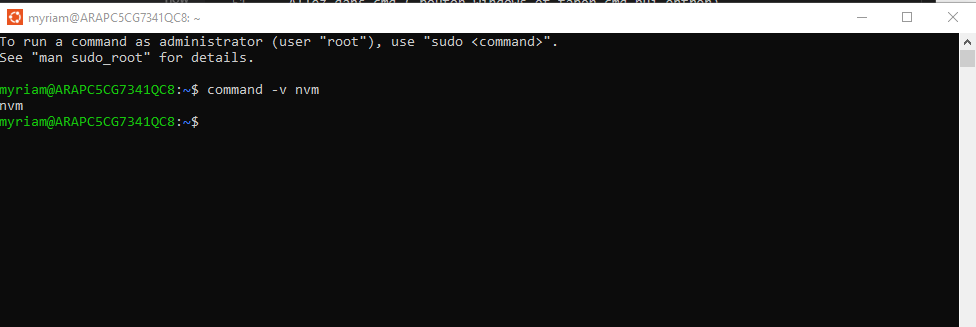 myriam@ARAPC5CG7341QC8: ~
To run a command as administrator (user "root"), use "sudo <command>".
See "man sudo_root" for details.
myriam@ARAPC5CG7341QC8:~$ command -v nvm
nvm
myriam@ARAPC5CG7341QC8:~$